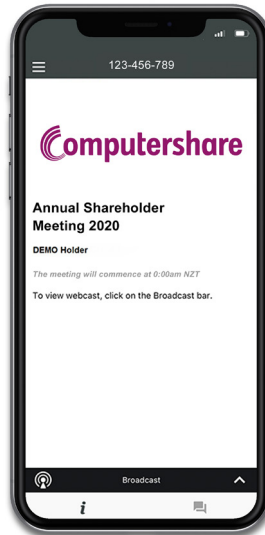 123-456-789
Computershare
Annual Shareholder
Meeting 2020
DEMO Holder
The meeting will commence at 0:00am NZT
To view webcast, click on the Broadcast bar.
Broadcast
i